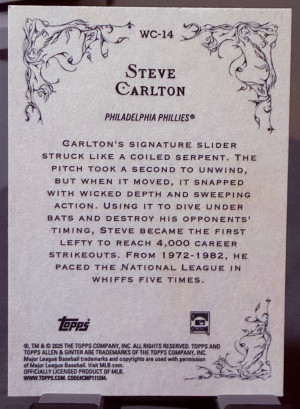 WC-14
STEVE
CARLTON
PHILADELPHIA PHILLIES®
CARLTON'S SIGNATURE SLIDER
STRUCK LIKE A COILED SERPENT. THE
PITCH TOOK A SECOND TO UNWIND,
BUT WHEN IT MOVED, IT SNAPPED
WITH WICKED DEPTH AND SWEEPING
ACTION. USING IT TO DIVE UNDER
BATS AND DESTROY HIS OPPONENTS'
TIMING, STEVE BECAME THE FIRST
LEFTY TO REACH 4,000 CAREER
STRIKEOUTS. FROM 1972-1982, HE
PACED THE NATIONAL LEAGUE IN
WHIFFS FIVE TIMES.
Topps
®, TM & © 2025 THE TOPPS COMPANY, INC. ALL RIGHTS RESERVED. TOPPS AND
TOPPS ALLEN & GINTER ARE TRADEMARKS OF THE TOPPS COMPANY, INC.
Major League Baseball trademarks and copyrights are used with permission
of Major League Baseball. Visit MLB.com.
OFFICIALLY LICENSED PRODUCT OF MLB.
WWW.TOPPS.COM.